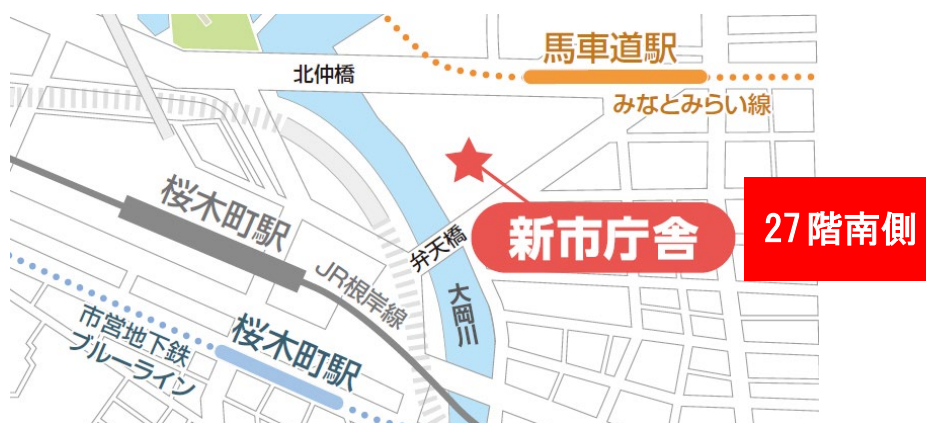 馬車道駅
北仲橋
みなとみらい線
桜木町駅
新市庁舎
27階南側
弁天橋
JR根岸線
大岡川
市営地下鉄
ブルーライン
桜木町駅